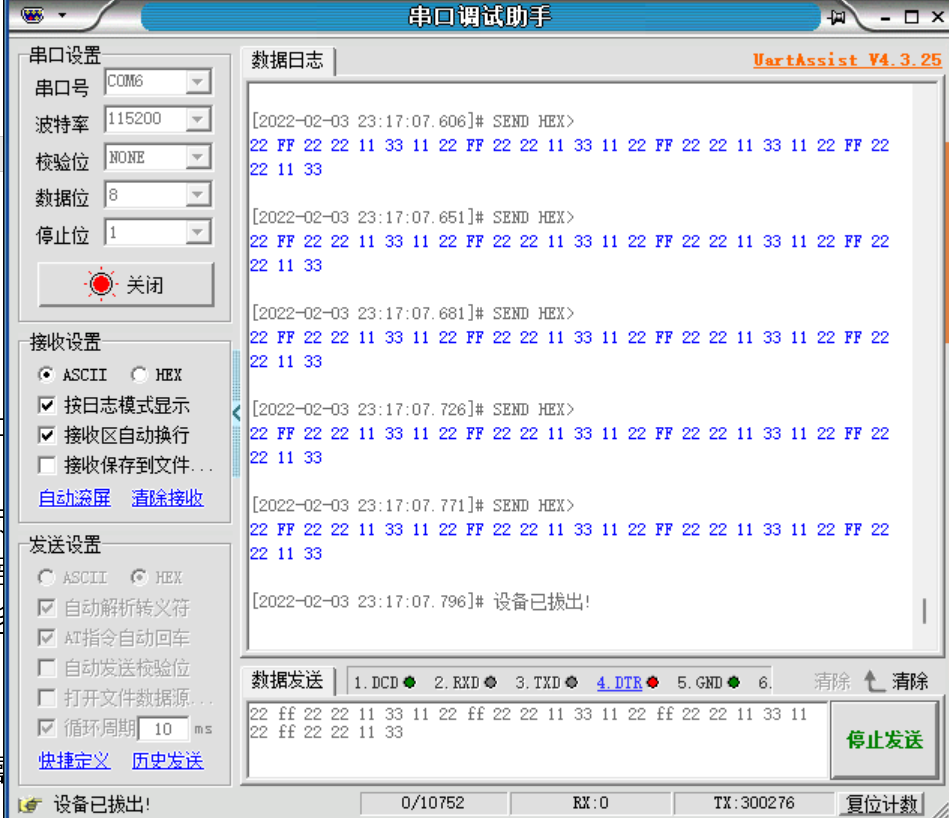 串口调试助手
串口设置
串口号 COM6
波特率 115200
校验位 NONE
数据位 8
停止位 1
关闭
接收设置
ASCII HEX
按日志模式显示
接收区自动换行
接收保存到文件...
自动滚屏 清除接收
发送设置
ASCII HEX
自动解析转义符
AT指令自动回车
自动发送校验位
打开文件数据源...
循环周期 10 ms
快捷定义 历史发送
数据日志
UartAssist V4.3.25
[2022-02-03 23:17:07.606]# SEND HEX>
22 FF 22 22 11 33 11 22 FF 22 22 11 33 11 22 FF 22 22 11 33 11 22 FF 22
22 11 33
[2022-02-03 23:17:07.651]# SEND HEX>
22 FF 22 22 11 33 11 22 FF 22 22 11 33 11 22 FF 22 22 11 33 11 22 FF 22
22 11 33
[2022-02-03 23:17:07.681]# SEND HEX>
22 FF 22 22 11 33 11 22 FF 22 22 11 33 11 22 FF 22 22 11 33 11 22 FF 22
22 11 33
[2022-02-03 23:17:07.726]# SEND HEX>
22 FF 22 22 11 33 11 22 FF 22 22 11 33 11 22 FF 22 22 11 33 11 22 FF 22
22 11 33
[2022-02-03 23:17:07.771]# SEND HEX>
22 FF 22 22 11 33 11 22 FF 22 22 11 33 11 22 FF 22 22 11 33 11 22 FF 22
22 11 33
[2022-02-03 23:17:07.796]# 设备已拔出!
数据发送 1.DCD 2.RXD 3.TXD 4.DTR 5.GND 6. 清除 清除
22 ff 22 22 11 33 11 22 ff 22 22 11 33 11 22 ff 22 22 11 33 11
22 ff 22 22 11 33
停止发送
设备已拔出! 0/10752 RX:0 TX:300276 复位计数